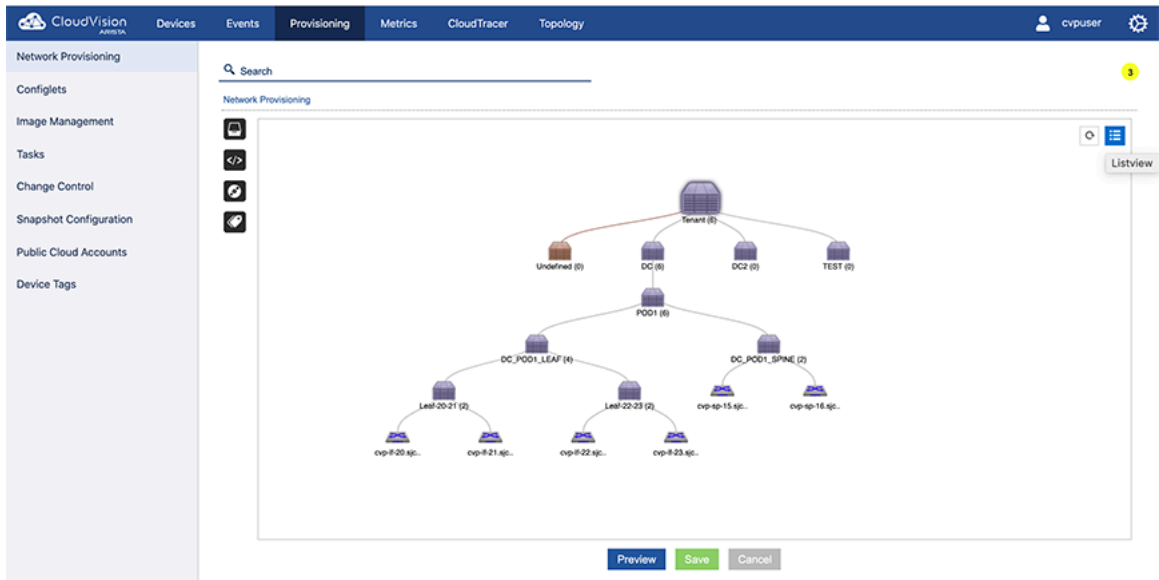 CloudVision
ARISTA
Devices
Events
Provisioning
Metrics
CloudTracer
Topology
cvpuser
Network Provisioning
Configlets
Image Management
Tasks
Change Control
Snapshot Configuration
Public Cloud Accounts
Device Tags
Search
3
Network Provisioning
Listview
Tenant (6)
Undefined (0)
DC (6)
DC2 (0)
TEST (0)
POD1 (6)
DC_POD1_LEAF (4)
DC_POD1_SPINE (2)
Leaf-20-21 (2)
Leaf-22-23 (2)
cvp-sp-15.sjc..
cvp-sp-16.sjc..
cvp-lf-20.sjc..
cvp-lf-21.sjc..
cvp-lf-22.sjc..
cvp-lf-23.sjc..
Preview
Save
Cancel